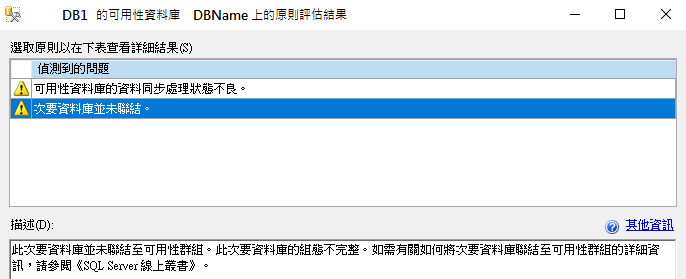 DB1 的可用性資料庫 DBName 上的原則評估結果
選取原則以在下表查看詳細結果(S)
偵測到的問題
可用性資料庫的資料同步處理狀態不良。
次要資料庫並未聯結。
描述(D):
其他資訊
此次要資料庫並未聯結至可用性群組。此次要資料庫的組態不完整。如需有關如何將次要資料庫聯結至可用性群組的詳細資
訊，請參閱《SQL Server 線上叢書》。